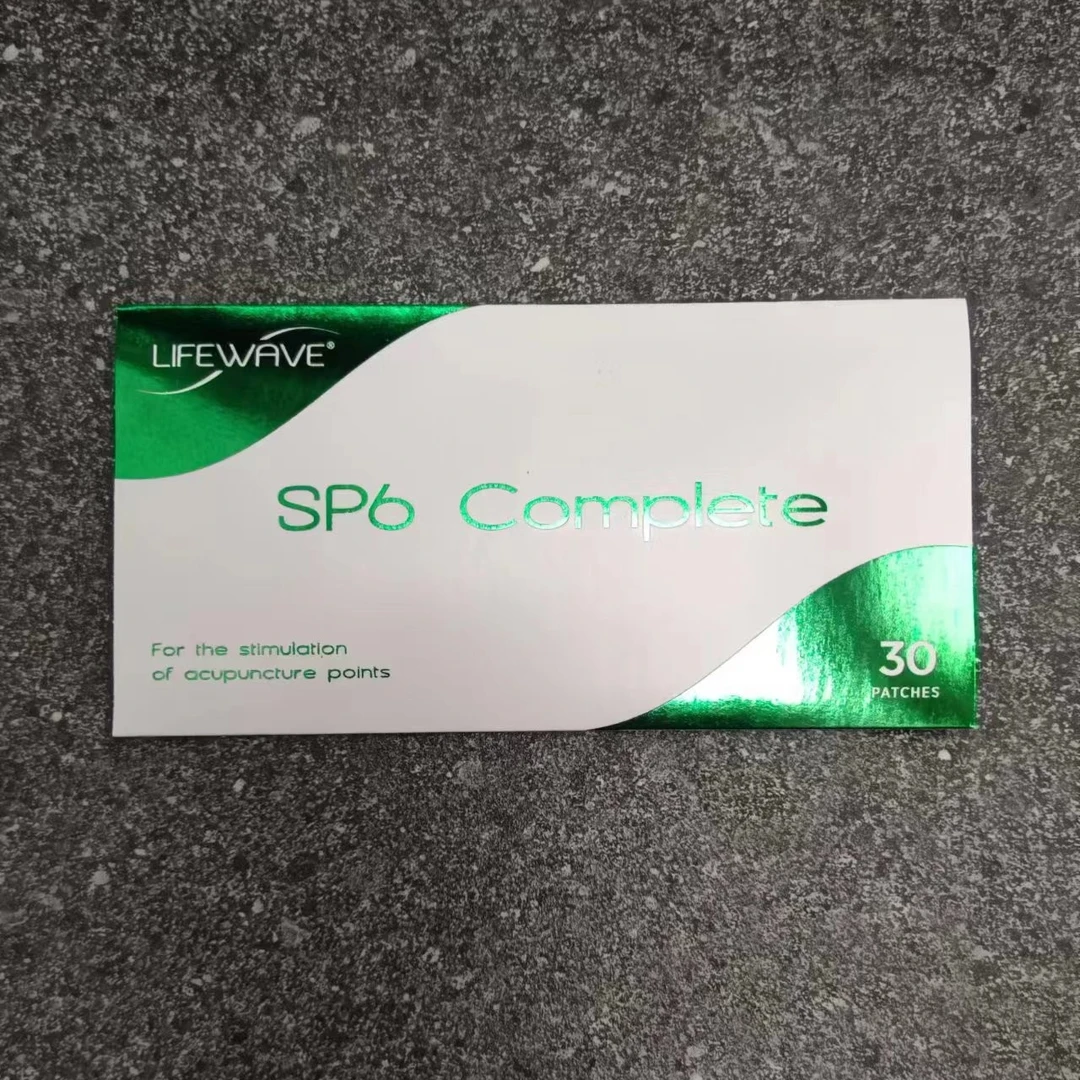 LIFEWAVE®
SP6 Complete
For the stimulation
of acupuncture points
30
PATCHES